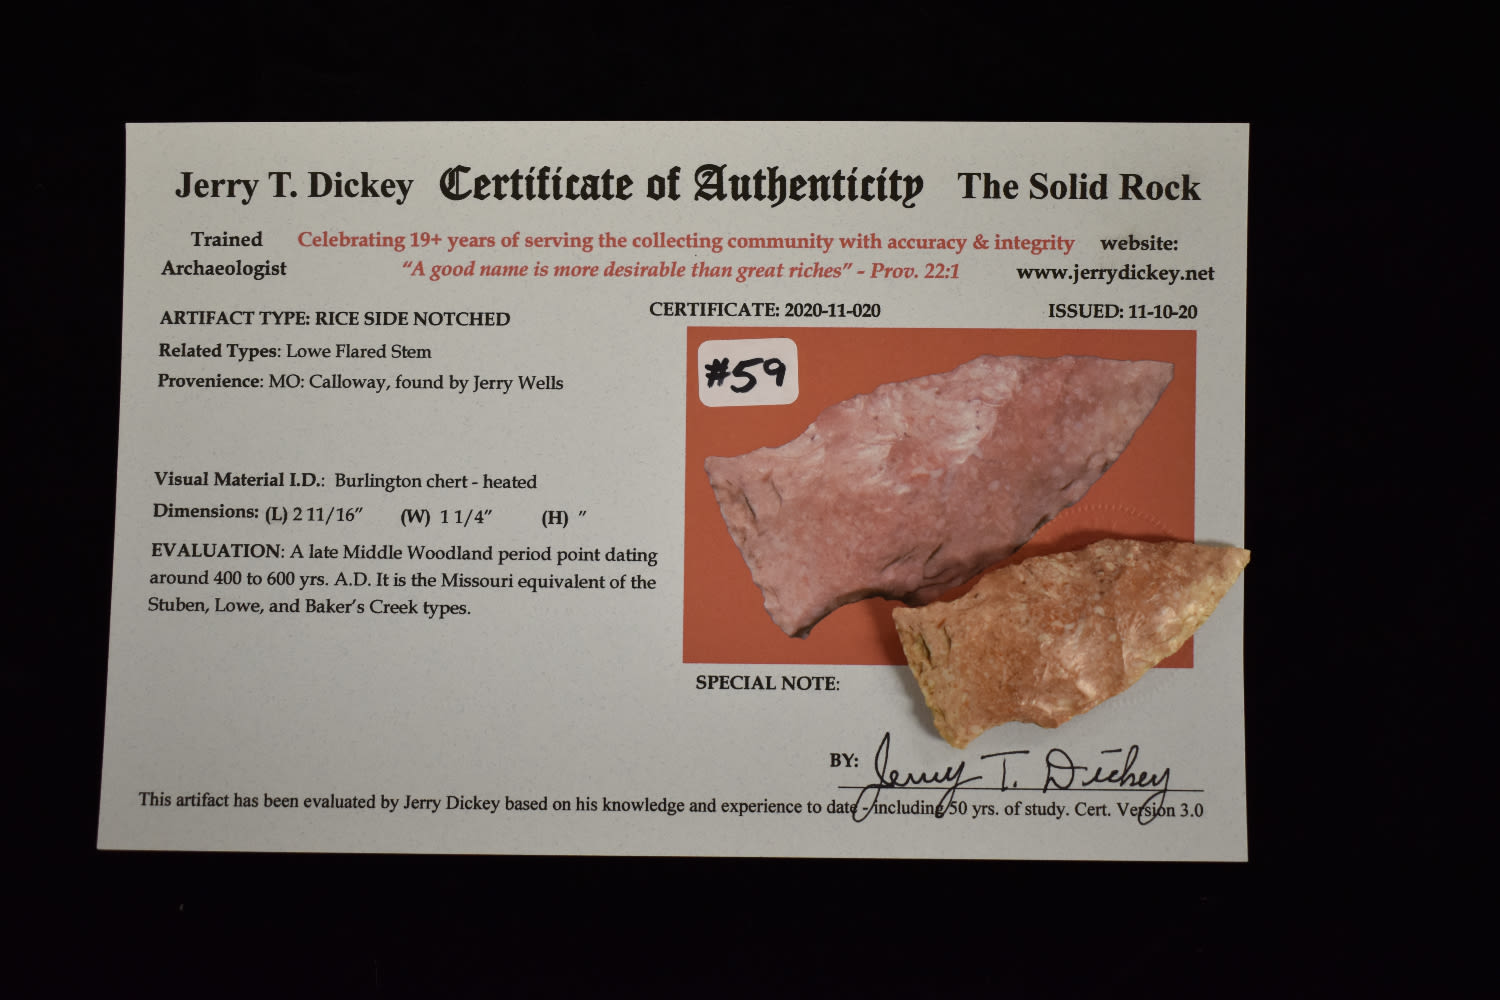 Jerry T. Dickey Certificate of Authenticity The Solid Rock
Trained Celebrating 19+ years of serving the collecting community with accuracy & integrity website:
Archaeologist "A good name is more desirable than great riches" - Prov. 22:1 www.jerrydickey.net
ARTIFACT TYPE: RICE SIDE NOTCHED
CERTIFICATE: 2020-11-020 ISSUED: 11-10-20
Related Types: Lowe Flared Stem
Provenience: MO: Calloway, found by Jerry Wells
#59
Visual Material I.D.: Burlington chert - heated
Dimensions: (L) 2 11/16" (W) 1 1/4" (H) "
EVALUATION: A late Middle Woodland period point dating
around 400 to 600 yrs. A.D. It is the Missouri equivalent of the
Stuben, Lowe, and Baker's Creek types.
SPECIAL NOTE:
BY: Jerry T. Dickey
This artifact has been evaluated by Jerry Dickey based on his knowledge and experience to date - including 50 yrs. of study. Cert. Version 3.0